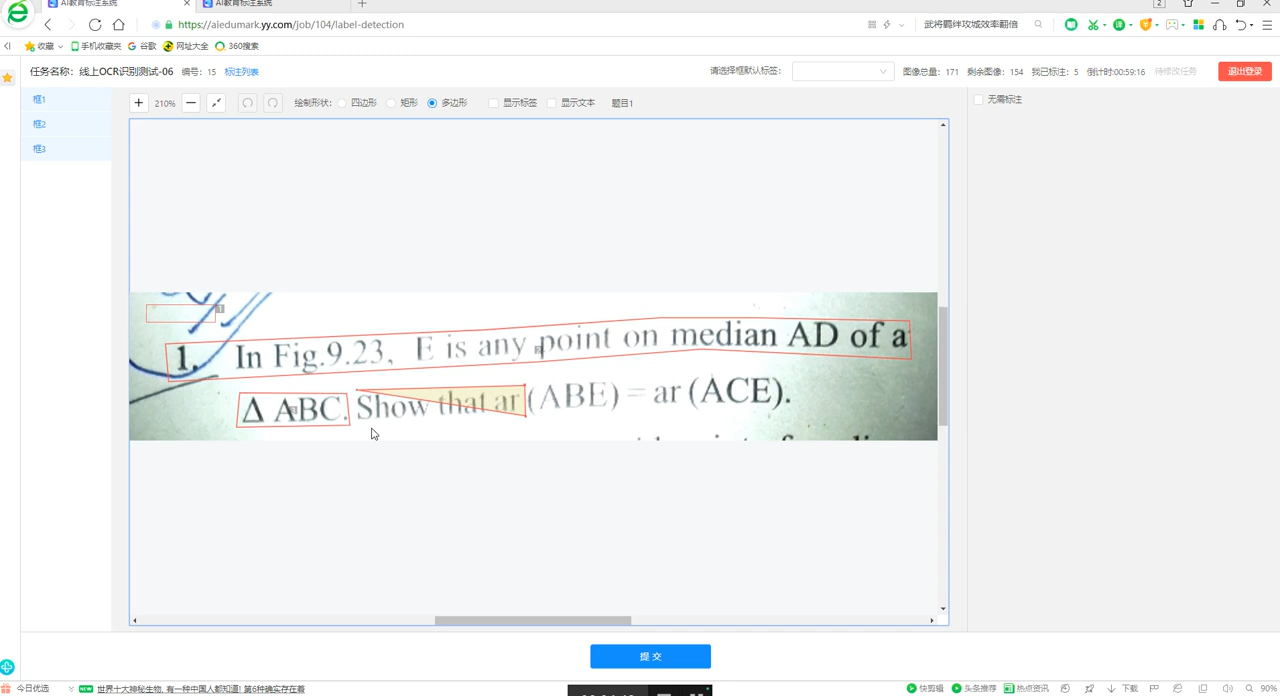 AI教育标注系统
AI教育标注系统
2
https://aiedumark.yy.com/job/104/label-detection
武将羁绊攻城效率翻倍
收藏 手机收藏夹 谷歌 网址大全 360搜索
任务名称: 线上OCR识别测试-06 编号: 15 标注列表
请选择框默认标签:
图像总量: 171 剩余图像: 154 我已标注: 5 倒计时:00:59:16 待修改任务
退出登录
框1
框2
框3
210%
绘制形状: 四边形 矩形 多边形 显示标签 显示文本 题目1
无需标注
1. In Fig.9.23, E is any point on median AD of a
Δ ABC. Show that ar (ABE) = ar (ACE).
提 交
今日优选
NEW 世界十大神秘生物, 有一种中国人都知道! 第6种确实存在着
快剪辑 头条推荐 热点资讯 下载 90%